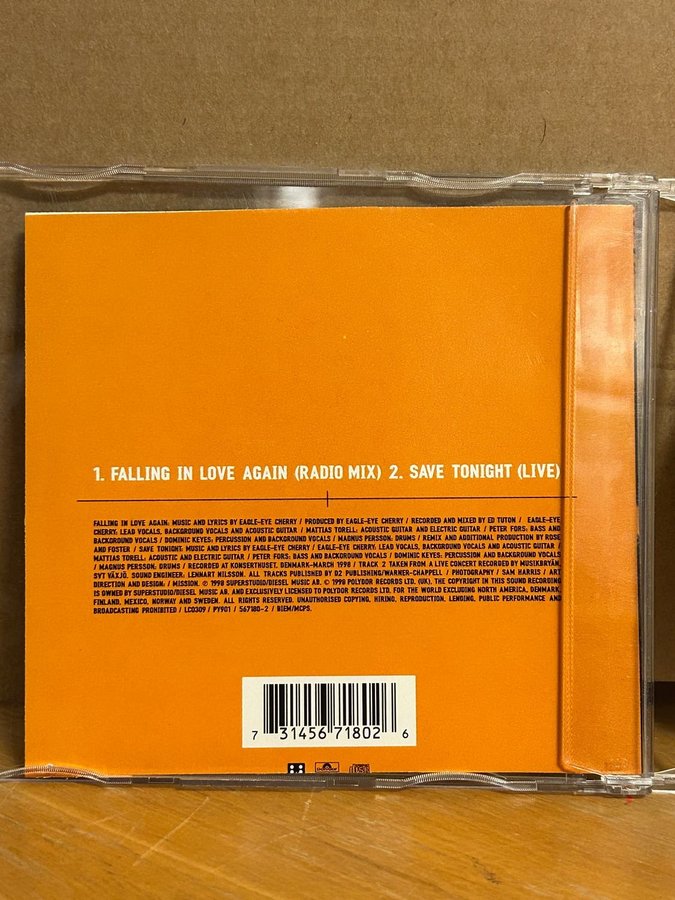 1. FALLING IN LOVE AGAIN (RADIO MIX) 2. SAVE TONIGHT (LIVE)
FALLING IN LOVE AGAIN: MUSIC AND LYRICS BY EAGLE-EYE CHERRY / PRODUCED BY EAGLE-EYE CHERRY / RECORDED AND MIXED BY ED TUTON / EAGLE-EYE
CHERRY: LEAD VOCALS, BACKGROUND VOCALS AND ACOUSTIC GUITAR / MATTIAS TORELL: ACOUSTIC GUITAR AND ELECTRIC GUITAR / PETER FORS: BASS AND
BACKGROUND VOCALS / DOMINIC KEYES: PERCUSSION AND BACKGROUND VOCALS / MAGNUS PERSSON: DRUMS / REMIX AND ADDITIONAL PRODUCTION BY ROSE
AND FOSTER / SAVE TONIGHT: MUSIC AND LYRICS BY EAGLE-EYE CHERRY / EAGLE-EYE CHERRY: LEAD VOCALS, BACKGROUND VOCALS AND ACOUSTIC GUITAR /
MATTIAS TORELL: ACOUSTIC AND ELECTRIC GUITAR / PETER FORS: BASS AND BACKGROUND VOCALS / DOMINIC KEYES: PERCUSSION AND BACKGROUND VOCALS
/ MAGNUS PERSSON: DRUMS / RECORDED AT KONSERTHUSET, DENMARK-MARCH 1998 / TRACK 2 TAKEN FROM A LIVE CONCERT RECORDED BY MUSIKBRYÅN,
SVT VÄXJÖ. SOUND ENGINEER: LENNART NILSSON. ALL TRACKS PUBLISHED BY D2 PUBLISHING/WARNER-CHAPPELL / PHOTOGRAPHY / SAM HARRIS / ART
DIRECTION AND DESIGN: / MISSION. ℗ 1998 SUPERSTUDIO/DIESEL MUSIC AB. © 1998 POLYDOR RECORDS LTD. (UK). THE COPYRIGHT IN THIS SOUND RECORDING
IS OWNED BY SUPERSTUDIO/DIESEL MUSIC AB, AND EXCLUSIVELY LICENSED TO POLYDOR RECORDS LTD. FOR THE WORLD EXCLUDING NORTH AMERICA, DENMARK,
FINLAND, MEXICO, NORWAY AND SWEDEN. ALL RIGHTS RESERVED. UNAUTHORISED COPYING, HIRING, REPRODUCTION, LENDING, PUBLIC PERFORMANCE AND
BROADCASTING PROHIBITED / LC0309 / PY901 / 567180-2 / BIEM/MCPS.
7 31456 71802 6